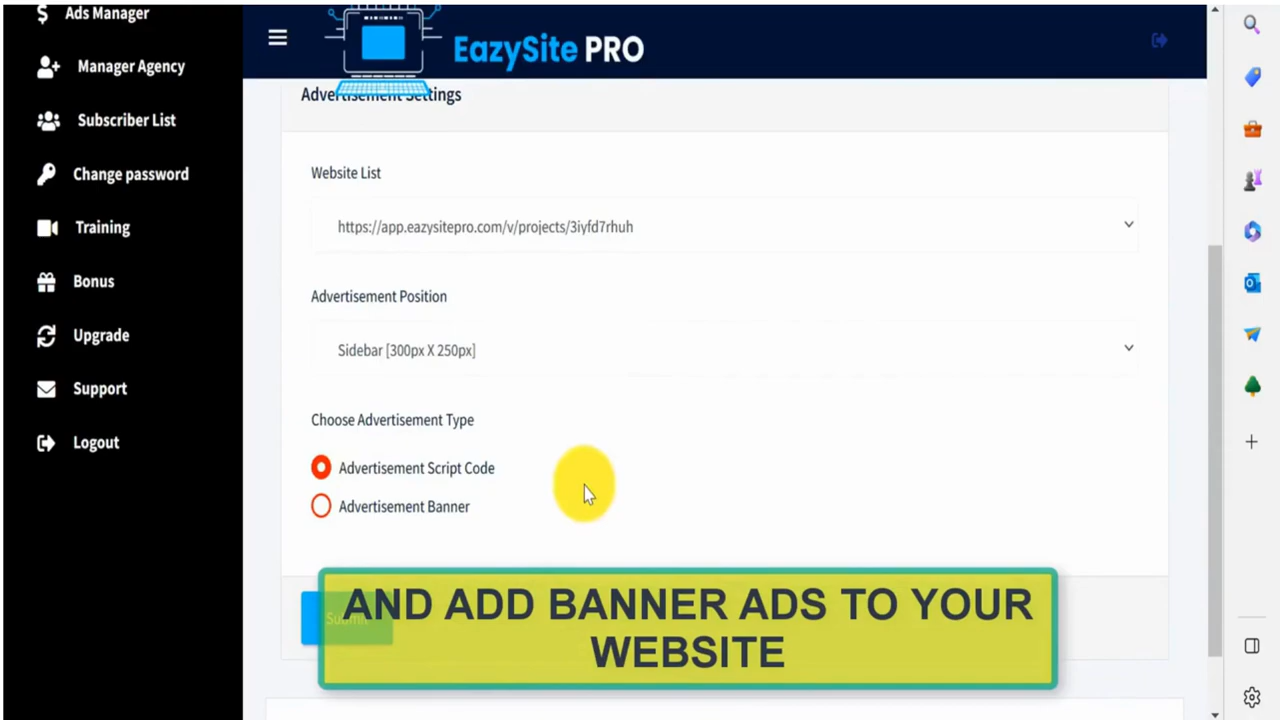 Ads Manager
Manager Agency
Subscriber List
Change password
Training
Bonus
Upgrade
Support
Logout
EazySite PRO
Advertisement Settings
Website List
https://app.eazysitepro.com/v/projects/3iyfd7rhuh
Advertisement Position
Sidebar [300px X 250px]
Choose Advertisement Type
Advertisement Script Code
Advertisement Banner
Submit
AND ADD BANNER ADS TO YOUR
WEBSITE